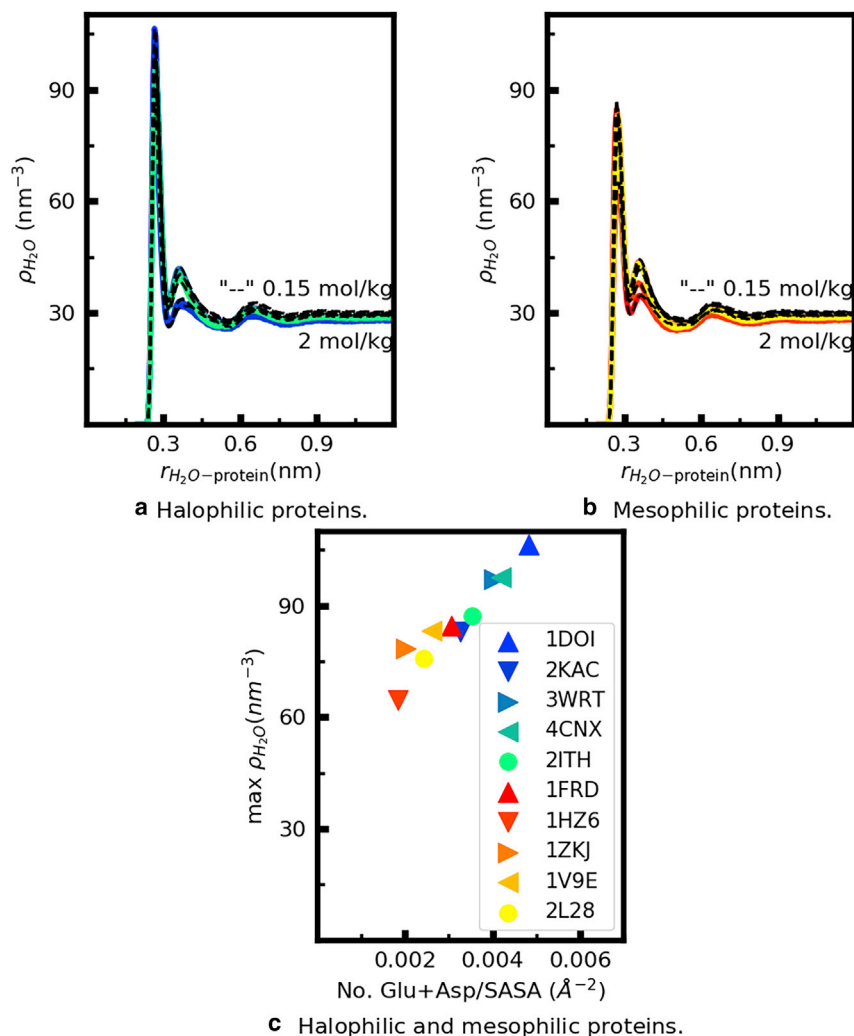 90
60
30
ρH₂O (nm⁻³)
"--" 0.15 mol/kg
2 mol/kg
0.3 0.6 0.9
rH₂O−protein(nm)
a Halophilic proteins.
90
60
30
ρH₂O (nm⁻³)
"--" 0.15 mol/kg
2 mol/kg
0.3 0.6 0.9
rH₂O−protein(nm)
b Mesophilic proteins.
90
60
30
max ρH₂O(nm⁻³)
1DOI
2KAC
3WRT
4CNX
2ITH
1FRD
1HZ6
1ZKJ
1V9E
2L28
0.002 0.004 0.006
No. Glu+Asp/SASA (Å⁻²)
c Halophilic and mesophilic proteins.